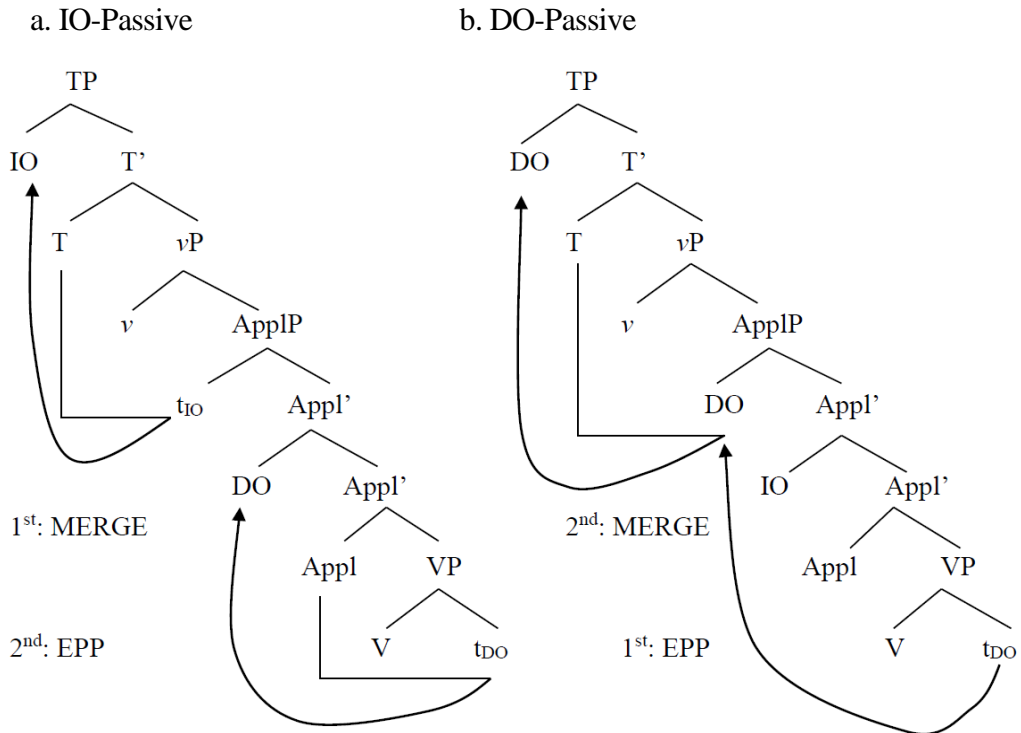 a. IO-Passive b. DO-Passive
TP TP
IO T’ DO T’
T vP T vP
v ApplP v ApplP
tIO Appl’ DO Appl’
DO Appl’ IO Appl’
1st: MERGE 2nd: MERGE
Appl VP Appl VP
2nd: EPP V tDO 1st: EPP V tDO